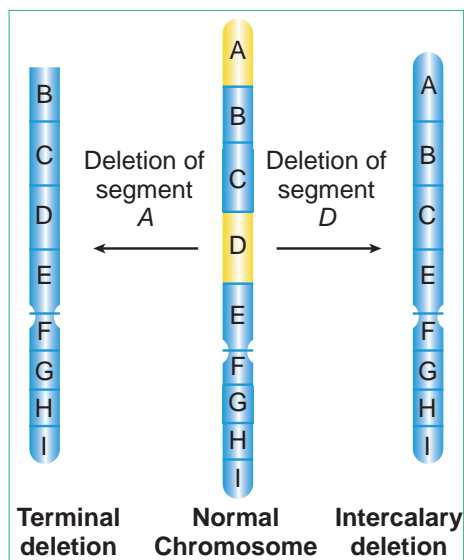 B
C
D
E
F
G
H
I
Deletion of
segment
A
A
B
C
D
E
F
G
H
I
Deletion of
segment
D
A
B
C
E
F
G
H
I
Terminal
deletion
Normal
Chromosome
Intercalary
deletion